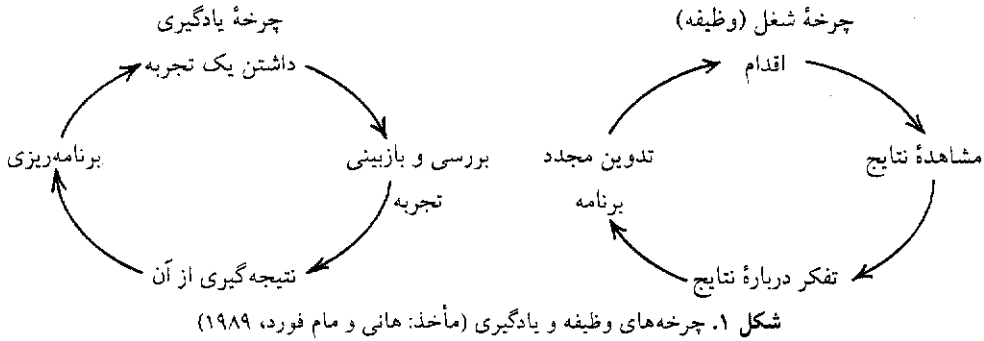 چرخهٔ شغل (وظیفه)
اقدام
مشاهدهٔ نتایج
تفکر دربارهٔ نتایج
تدوین مجدد
برنامه
چرخهٔ یادگیری
داشتن یک تجربه
بررسی و بازبینی
تجربه
نتیجه‌گیری از آن
برنامه‌ریزی
شکل ۱. چرخه‌های وظیفه و یادگیری (مأخذ: هانی و مام فورد، ۱۹۸۹)